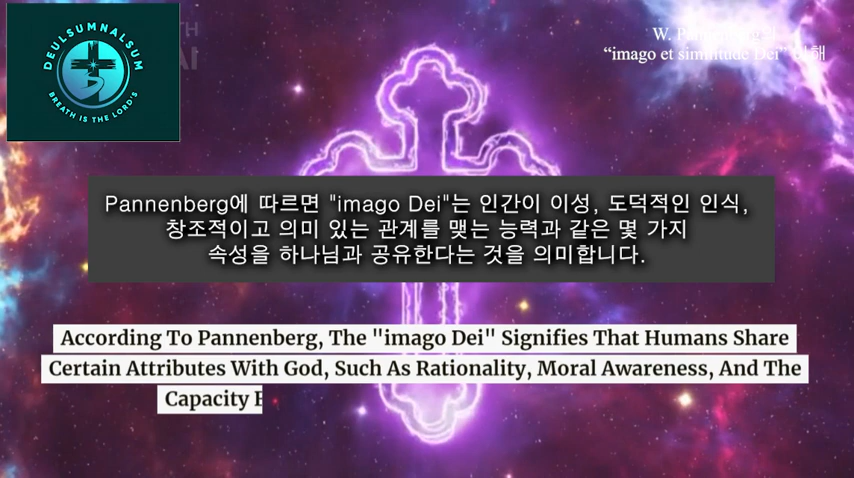 DEULSUMNALSUM
BREATH IS THE LORD'S
TH
W.
"imago et similitude Dei" 이해
Pannenberg에 따르면 "imago Dei"는 인간이 이성, 도덕적인 인식,
창조적이고 의미 있는 관계를 맺는 능력과 같은 몇 가지
속성을 하나님과 공유한다는 것을 의미합니다.
According To Pannenberg, The "imago Dei" Signifies That Humans Share
Certain Attributes With God, Such As Rationality, Moral Awareness, And The
Capacity